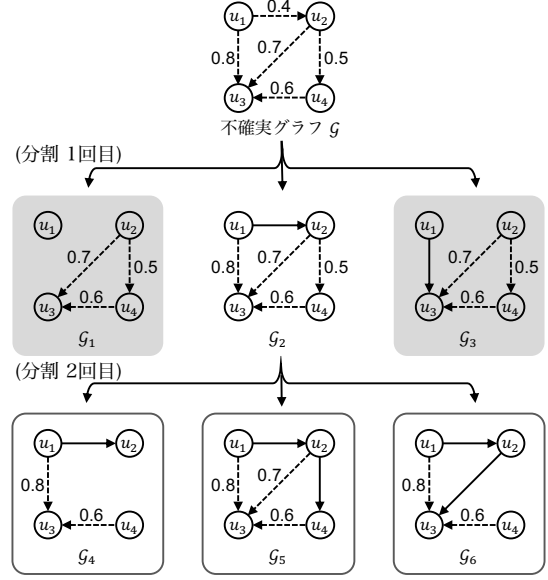 u₁ 0.4 u₂
0.8 0.7 0.5
u₃ 0.6 u₄
不確実グラフ 𝒢
(分割 1回目)
u₁ u₂ u₁ u₂ u₁ u₂
0.7 0.5 0.8 0.7 0.5 0.7 0.5
u₃ 0.6 u₄ u₃ 0.6 u₄ u₃ 0.6 u₄
𝒢₁ 𝒢₂ 𝒢₃
(分割 2回目)
u₁ u₂ u₁ u₂ u₁ u₂
0.8 0.8 0.7 0.8
u₃ 0.6 u₄ u₃ 0.6 u₄ u₃ 0.6 u₄
𝒢₄ 𝒢₅ 𝒢₆